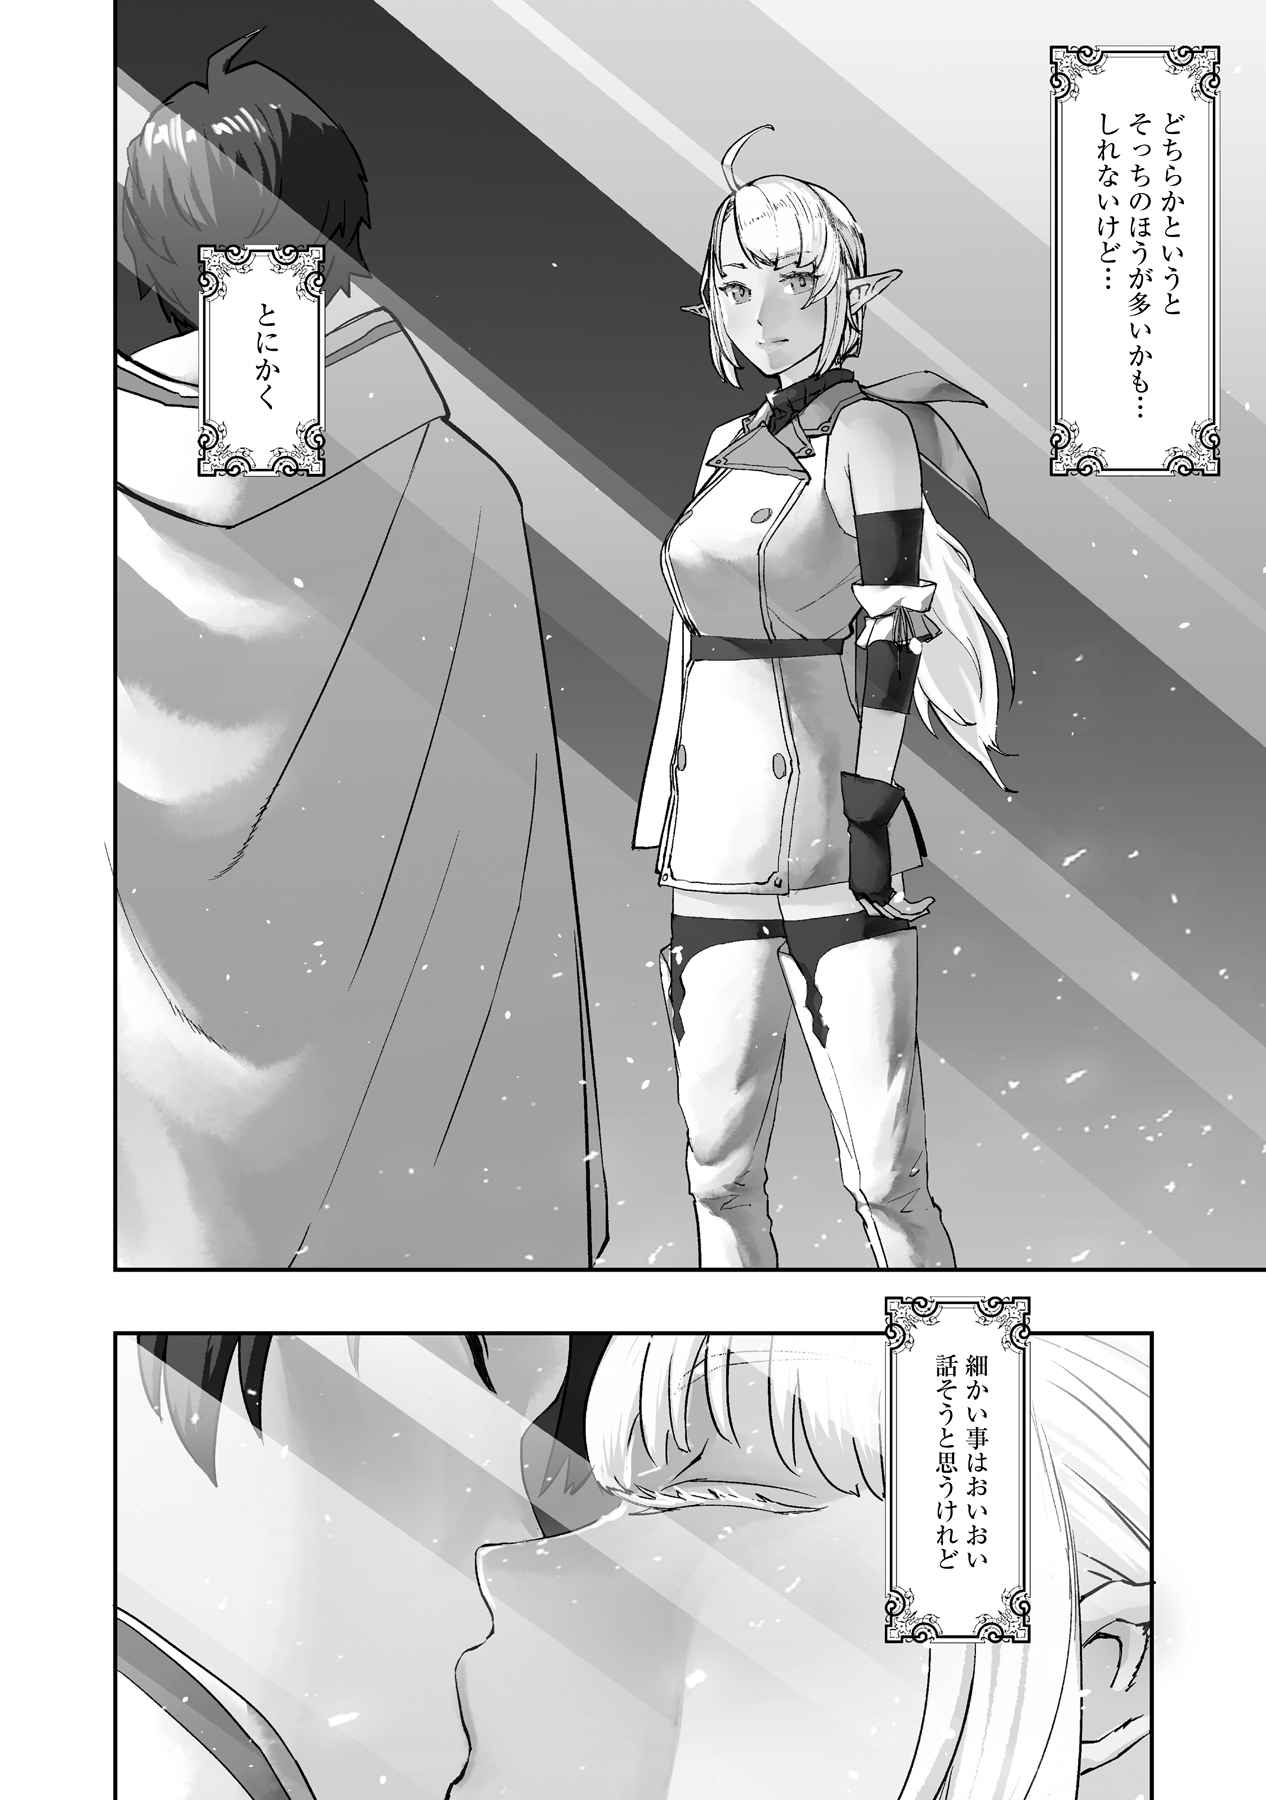 どちらかというと
そっちのほうが多いかも…
しれないけど…
とにかく
細かい事はおいおい
話そうと思うけれど